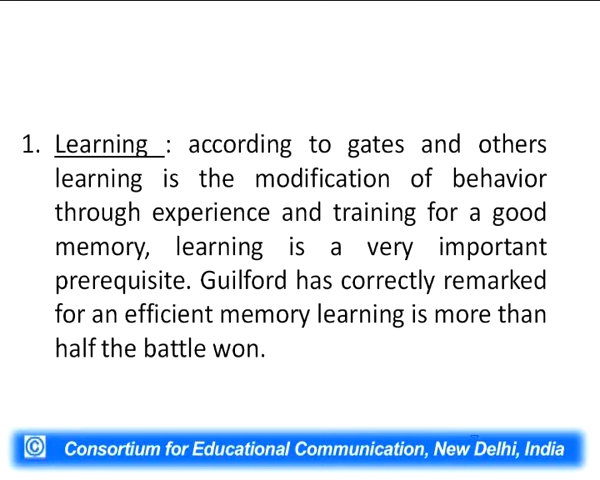 1. Learning : according to gates and others
learning is the modification of behavior
through experience and training for a good
memory, learning is a very important
prerequisite. Guilford has correctly remarked
for an efficient memory learning is more than
half the battle won.
© Consortium for Educational Communication, New Delhi, India